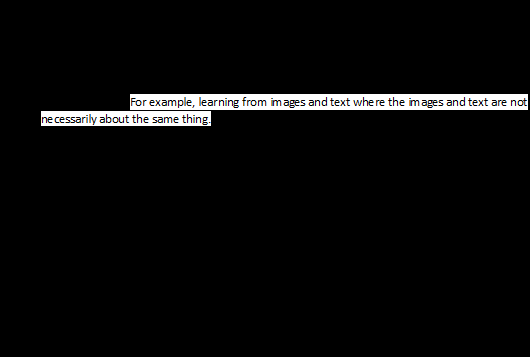 For example, learning from images and text where the images and text are not
necessarily about the same thing.